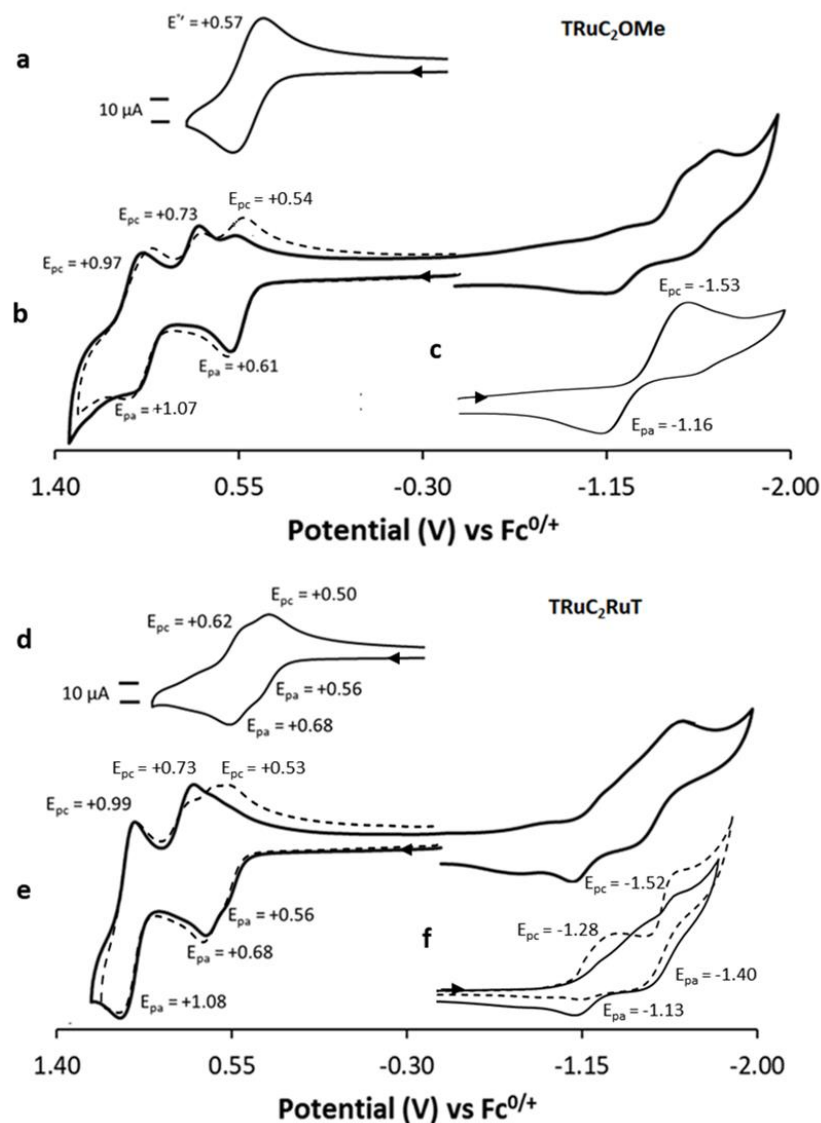 E°' = +0.57
TRuC₂OMe
a
10 µA
Epc = +0.73
Epc = +0.54
Epc = +0.97
b
Epa = +0.61
Epa = +1.07
c
Epc = -1.53
Epa = -1.16
1.40 0.55 -0.30 -1.15 -2.00
Potential (V) vs Fc⁰/⁺
TRuC₂RuT
d
Epc = +0.50
Epc = +0.62
10 µA
Epa = +0.56
Epa = +0.68
Epc = +0.73 Epc = +0.53
Epc = +0.99
e
Epa = +0.56
Epa = +0.68
Epa = +1.08
f
Epc = -1.52
Epc = -1.28
Epa = -1.40
Epa = -1.13
1.40 0.55 -0.30 -1.15 -2.00
Potential (V) vs Fc⁰/⁺